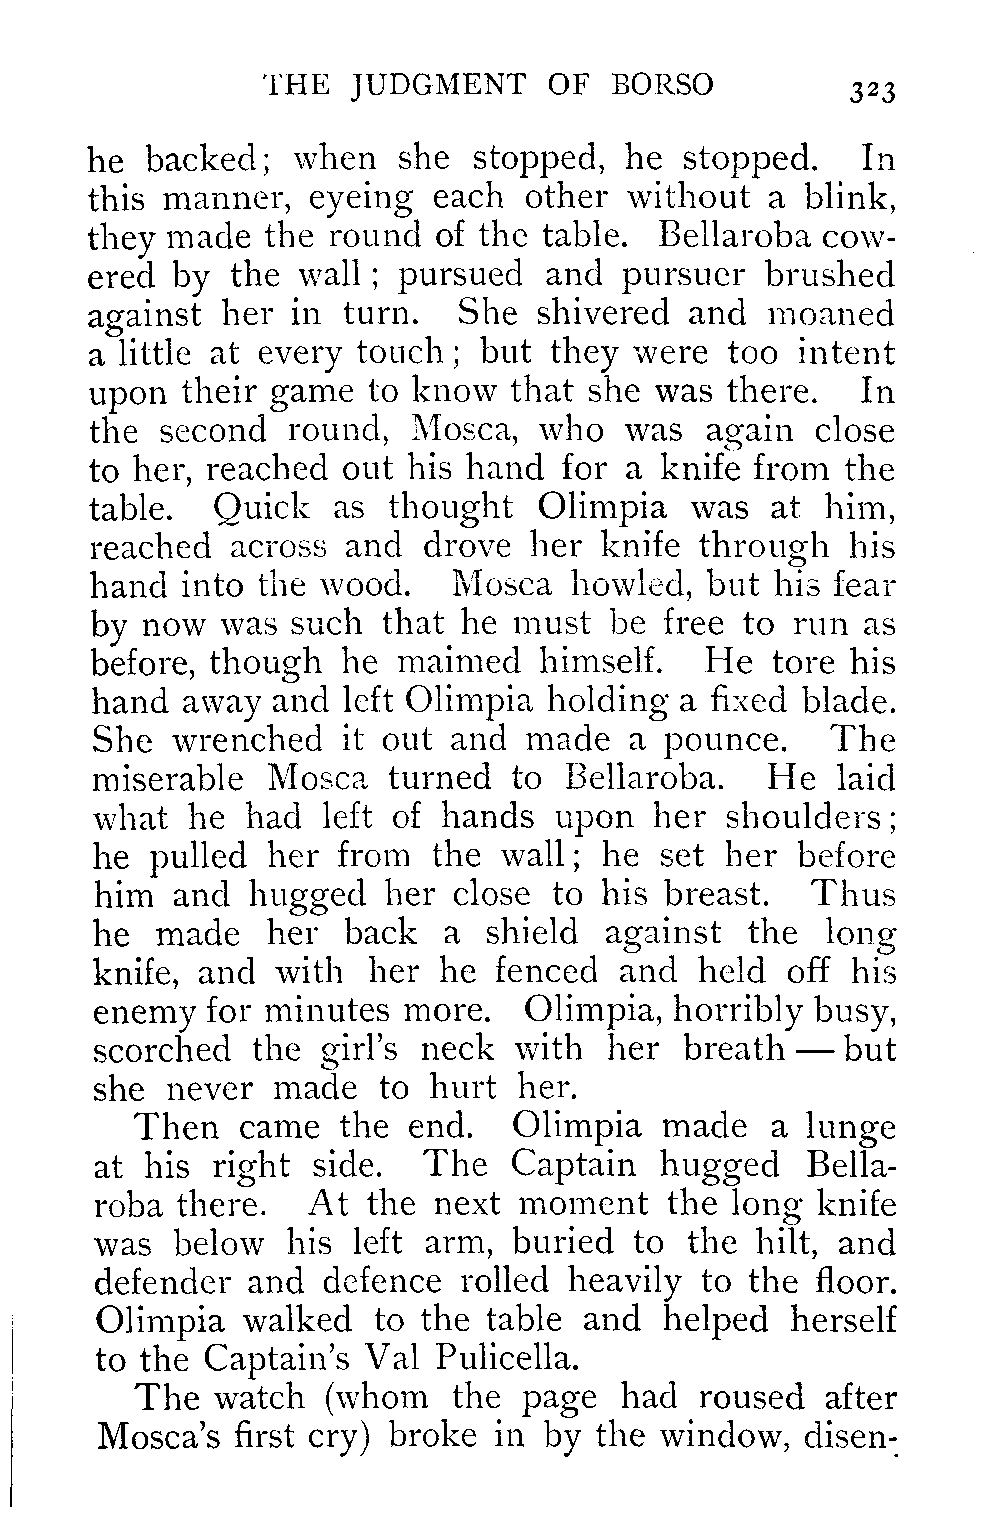 THE JUDGMENT OF BORSO 323
he backed; when she stopped, he stopped. In
this manner, eyeing each other without a blink,
they made the round of the table. Bellaroba cow-
ered by the wall; pursued and pursuer brushed
against her in turn. She shivered and moaned
a little at every touch; but they were too intent
upon their game to know that she was there. In
the second round, Mosca, who was again close
to her, reached out his hand for a knife from the
table. Quick as thought Olimpia was at him,
reached across and drove her knife through his
hand into the wood. Mosca howled, but his fear
by now was such that he must be free to run as
before, though he maimed himself. He tore his
hand away and left Olimpia holding a fixed blade.
She wrenched it out and made a pounce. The
miserable Mosca turned to Bellaroba. He laid
what he had left of hands upon her shoulders;
he pulled her from the wall; he set her before
him and hugged her close to his breast. Thus
he made her back a shield against the long
knife, and with her he fenced and held off his
enemy for minutes more. Olimpia, horribly busy,
scorched the girl's neck with her breath — but
she never made to hurt her.
Then came the end. Olimpia made a lunge
at his right side. The Captain hugged Bella-
roba there. At the next moment the long knife
was below his left arm, buried to the hilt, and
defender and defence rolled heavily to the floor.
Olimpia walked to the table and helped herself
to the Captain's Val Pulicella.
The watch (whom the page had roused after
Mosca's first cry) broke in by the window, disen-